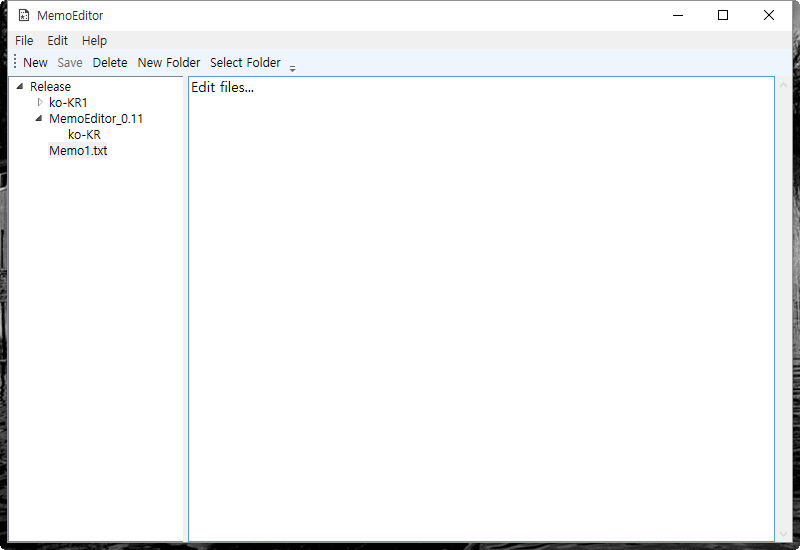 MemoEditor
File Edit Help
New Save Delete New Folder Select Folder
Release
ko-KR1
MemoEditor_0.11
ko-KR
Memo1.txt
Edit files...